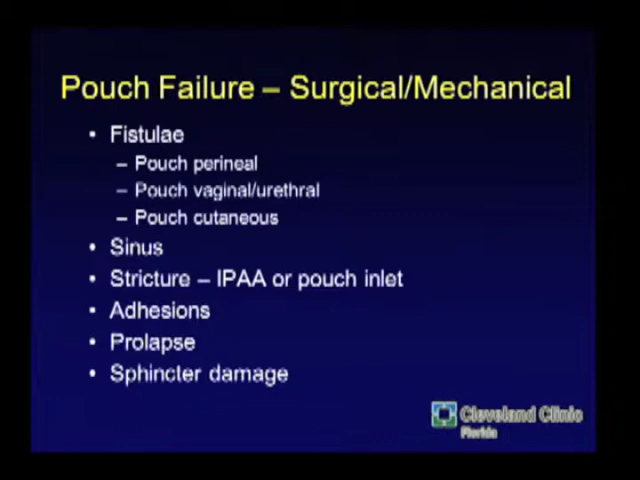 Pouch Failure – Surgical/Mechanical
• Fistulae
– Pouch perineal
– Pouch vaginal/urethral
– Pouch cutaneous
• Sinus
• Stricture – IPAA or pouch inlet
• Adhesions
• Prolapse
• Sphincter damage
Cleveland Clinic
Florida